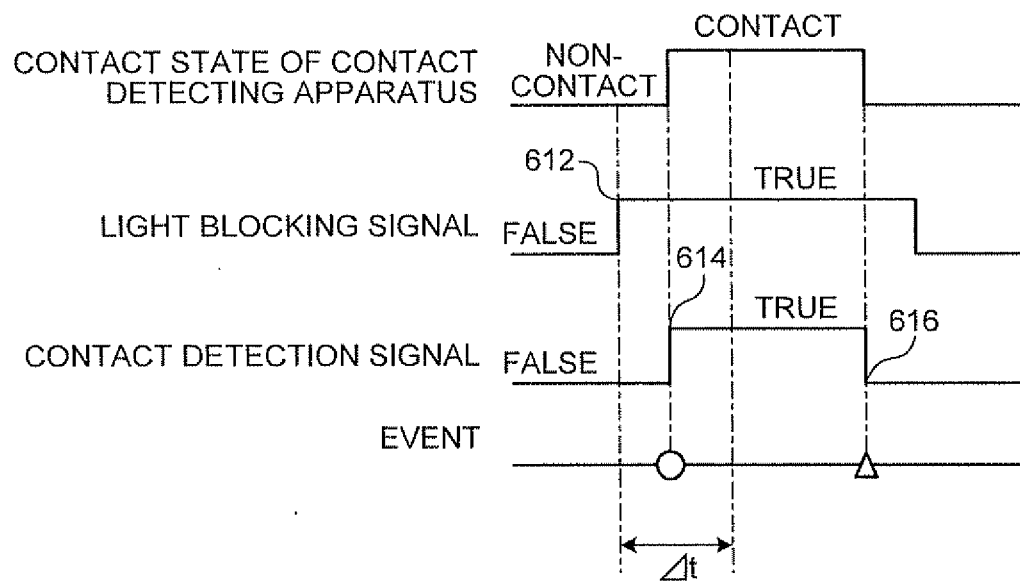 CONTACT
NON-
CONTACT
CONTACT STATE OF CONTACT
DETECTING APPARATUS
612
TRUE
LIGHT BLOCKING SIGNAL
FALSE
614
TRUE
616
CONTACT DETECTION SIGNAL
FALSE
EVENT
⊿t